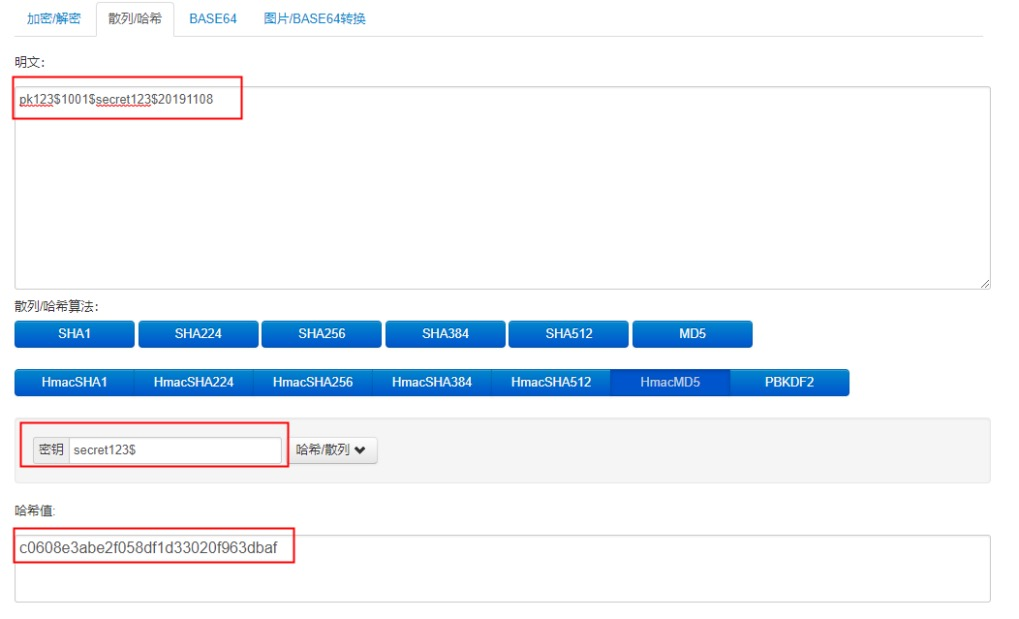 加密/解密 散列/哈希 BASE64 图片/BASE64转换
明文:
pk123$1001$secret123$20191108
散列/哈希算法:
SHA1 SHA224 SHA256 SHA384 SHA512 MD5
HmacSHA1 HmacSHA224 HmacSHA256 HmacSHA384 HmacSHA512 HmacMD5 PBKDF2
密钥 secret123$ 哈希/散列
哈希值:
c0608e3abe2f058df1d33020f963dbaf